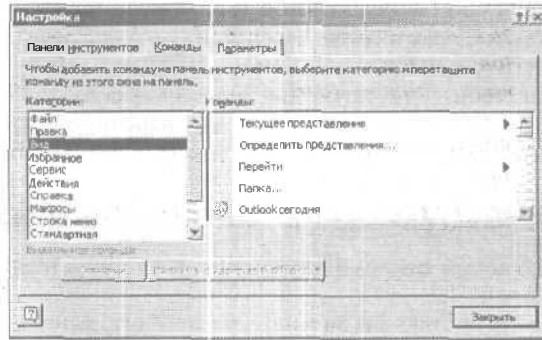 Настройка
Панели инструментов Команды Параметры
Чтобы добавить команду на панель инструментов, выберите категорию и перетащите
команду из этого окна на панель.
Категории: Команды:
Файл
Правка
Вид
Избранное
Сервис
Действия
Справка
Макросы
Строка меню
Стандартная
Текущее представление
Определить представления...
Перейти
Папка...
Outlook сегодня
Закрыть